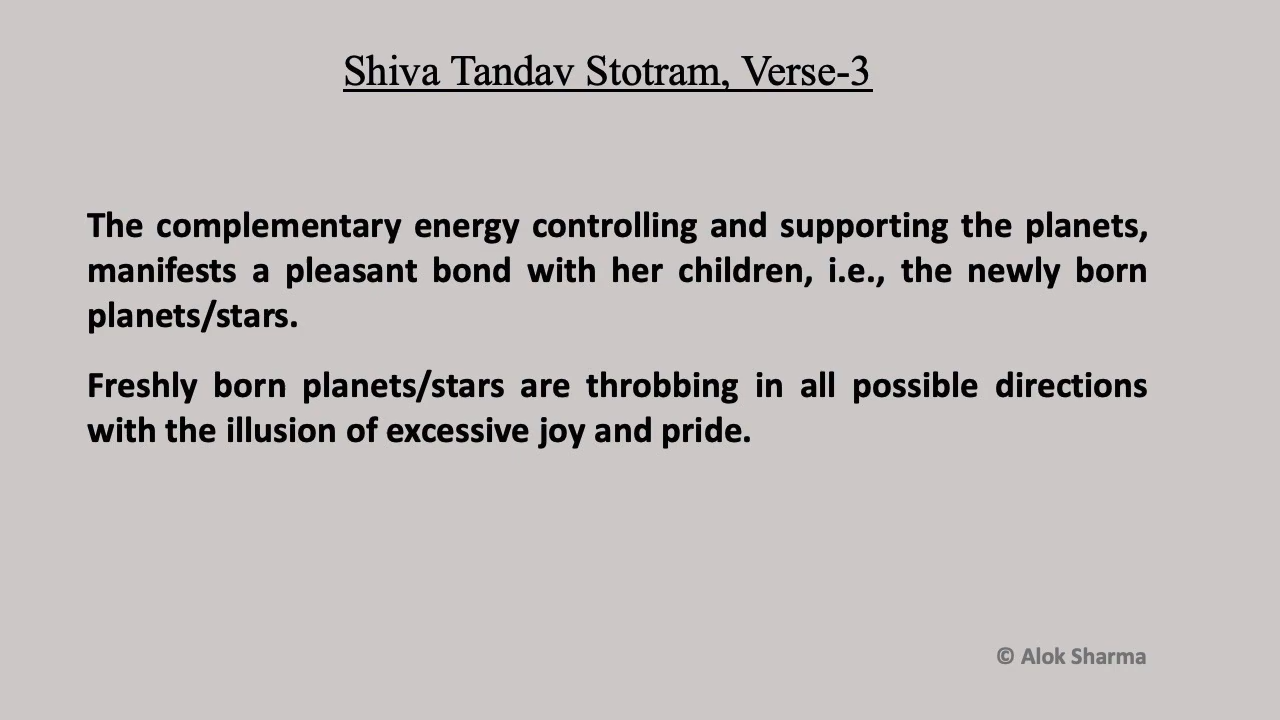 Shiva Tandav Stotram, Verse-3
The complementary energy controlling and supporting the planets,
manifests a pleasant bond with her children, i.e., the newly born
planets/stars.
Freshly born planets/stars are throbbing in all possible directions
with the illusion of excessive joy and pride.
© Alok Sharma